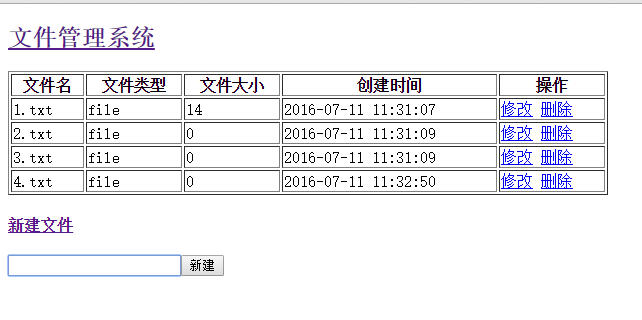 文件管理系统
文件名 文件类型 文件大小 创建时间 操作
1.txt file 14 2016-07-11 11:31:07 修改 删除
2.txt file 0 2016-07-11 11:31:09 修改 删除
3.txt file 0 2016-07-11 11:31:09 修改 删除
4.txt file 0 2016-07-11 11:32:50 修改 删除
新建文件
新建